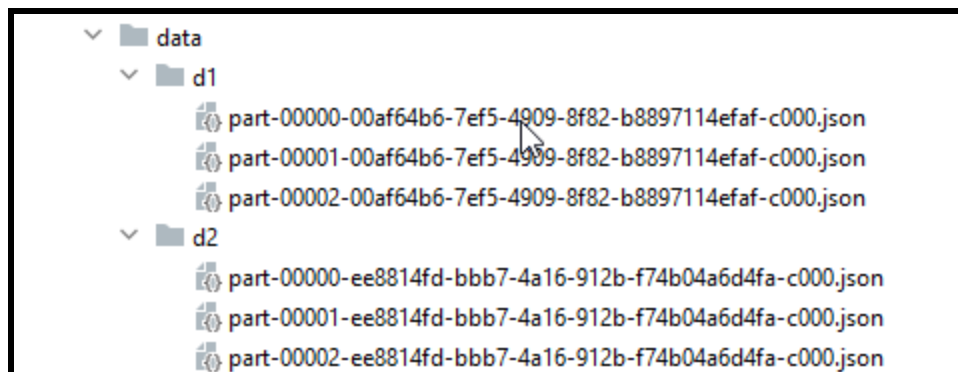 data
d1
part-00000-00af64b6-7ef5-4909-8f82-b8897114efaf-c000.json
part-00001-00af64b6-7ef5-4909-8f82-b8897114efaf-c000.json
part-00002-00af64b6-7ef5-4909-8f82-b8897114efaf-c000.json
d2
part-00000-ee8814fd-bbb7-4a16-912b-f74b04a6d4fa-c000.json
part-00001-ee8814fd-bbb7-4a16-912b-f74b04a6d4fa-c000.json
part-00002-ee8814fd-bbb7-4a16-912b-f74b04a6d4fa-c000.json